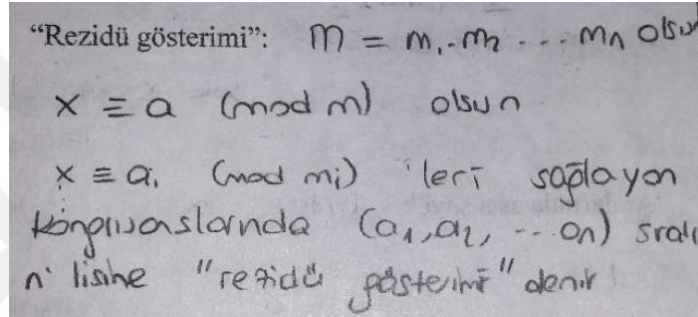 “Rezidü gösterimi”: m = m₁.m₂ ... mn olsun
x ≡ a (mod m) olsun
x ≡ aᵢ (mod mᵢ) 'leri sağlayan
kongrüanslarında (a₁,a₂, ... an) sıralı
n' lisine "rezidü gösterimi" denir